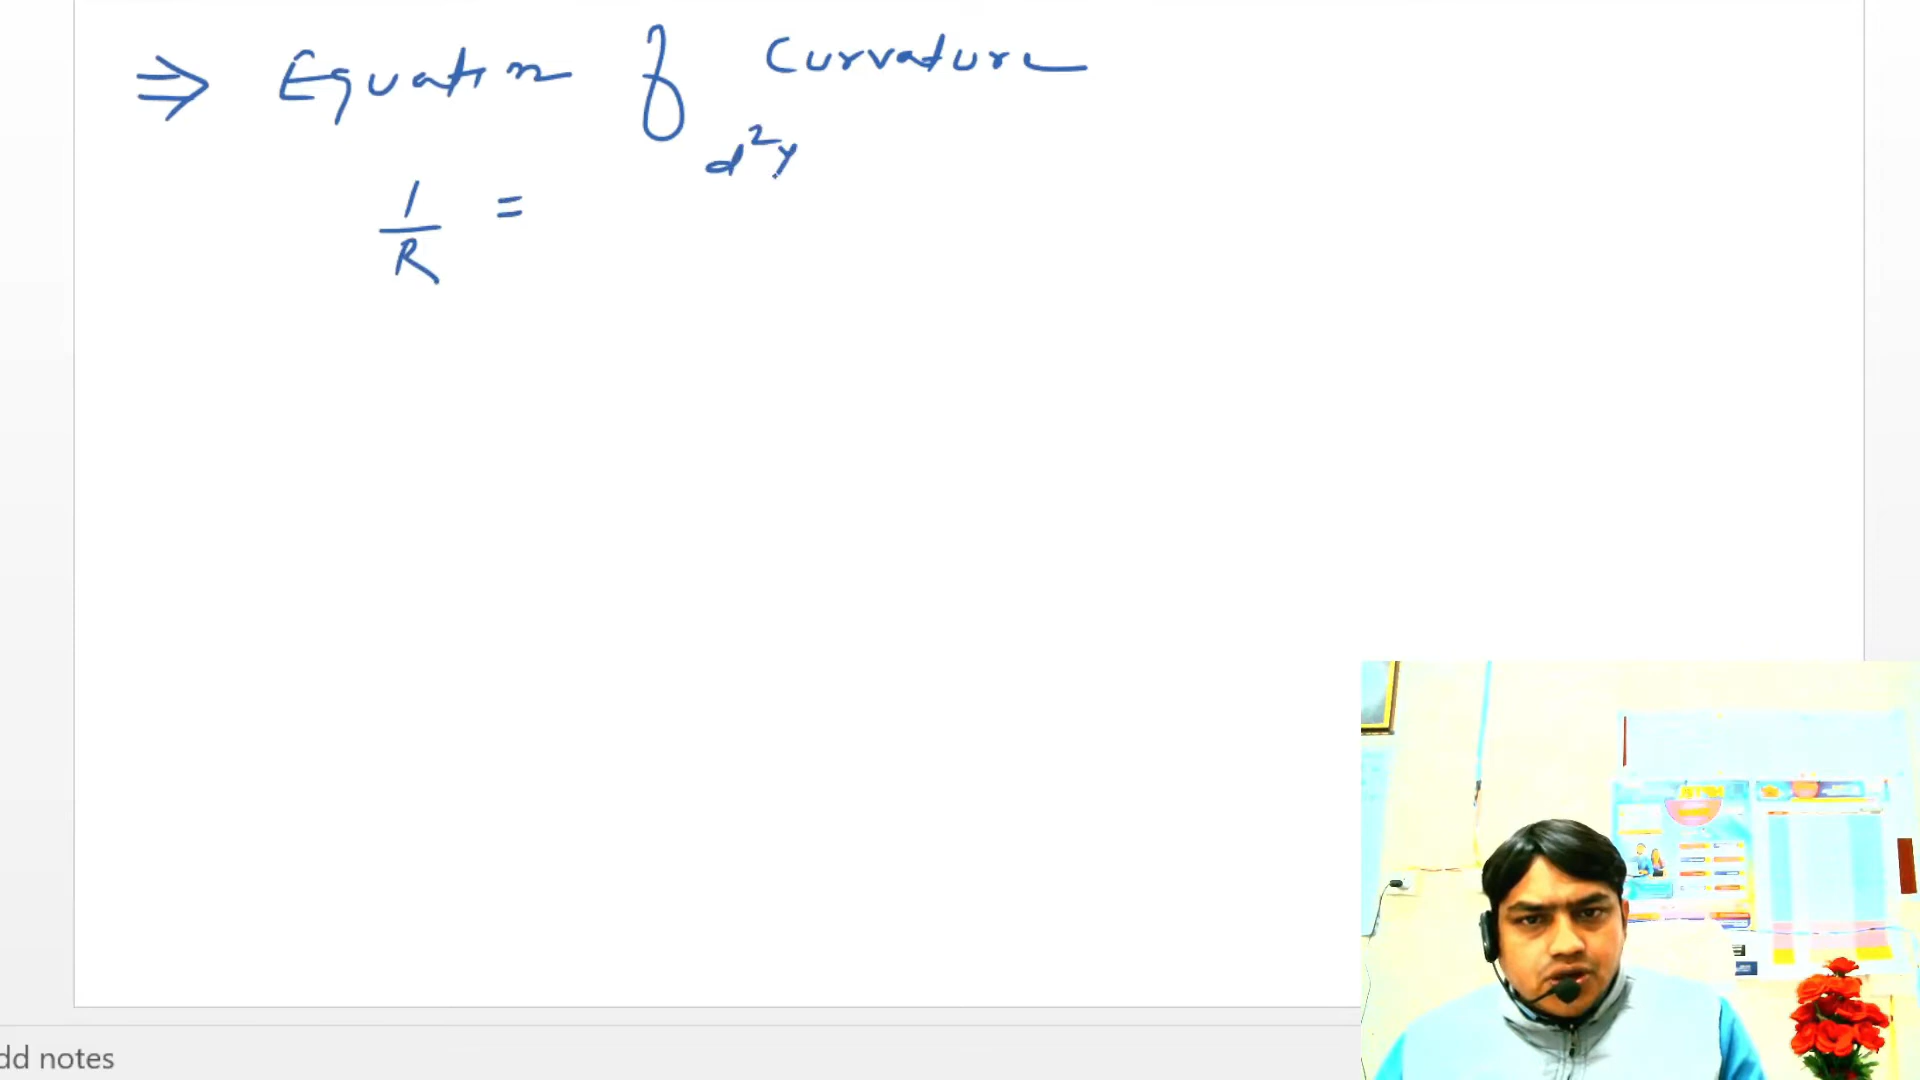 ⇒ Equation of Curvature
1/R = d²y
dd notes